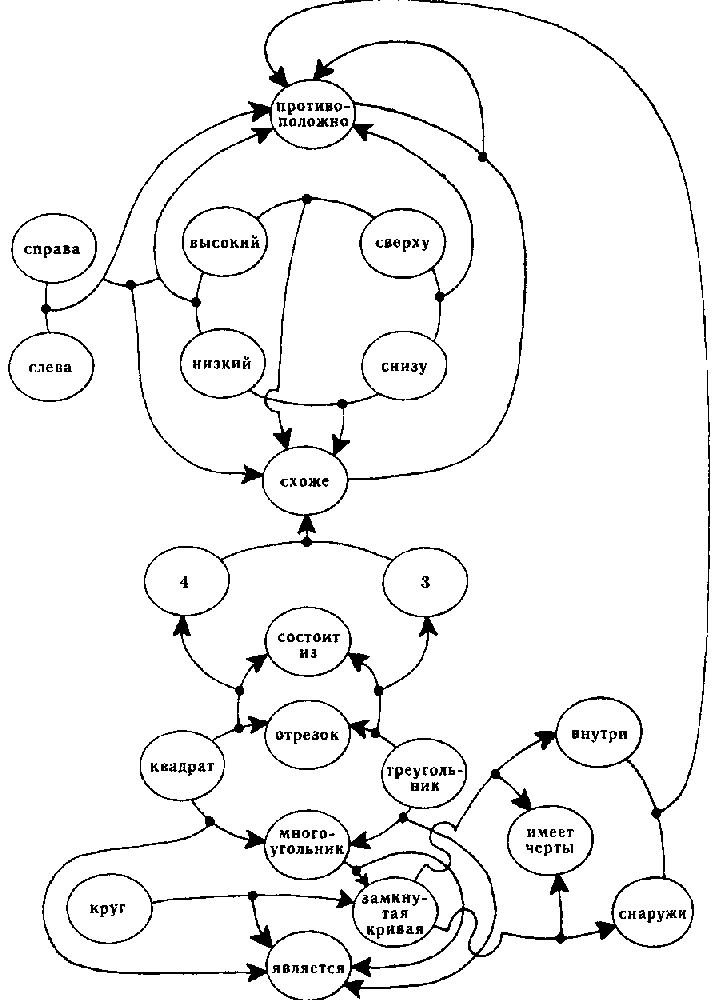 противо-
положно
справа
высокий
сверху
слева
низкий
снизу
схоже
4
3
состоит
из
отрезок
внутри
квадрат
треуголь-
ник
много-
угольник
имеет
черты
круг
замкну-
тая
кривая
снаружи
является